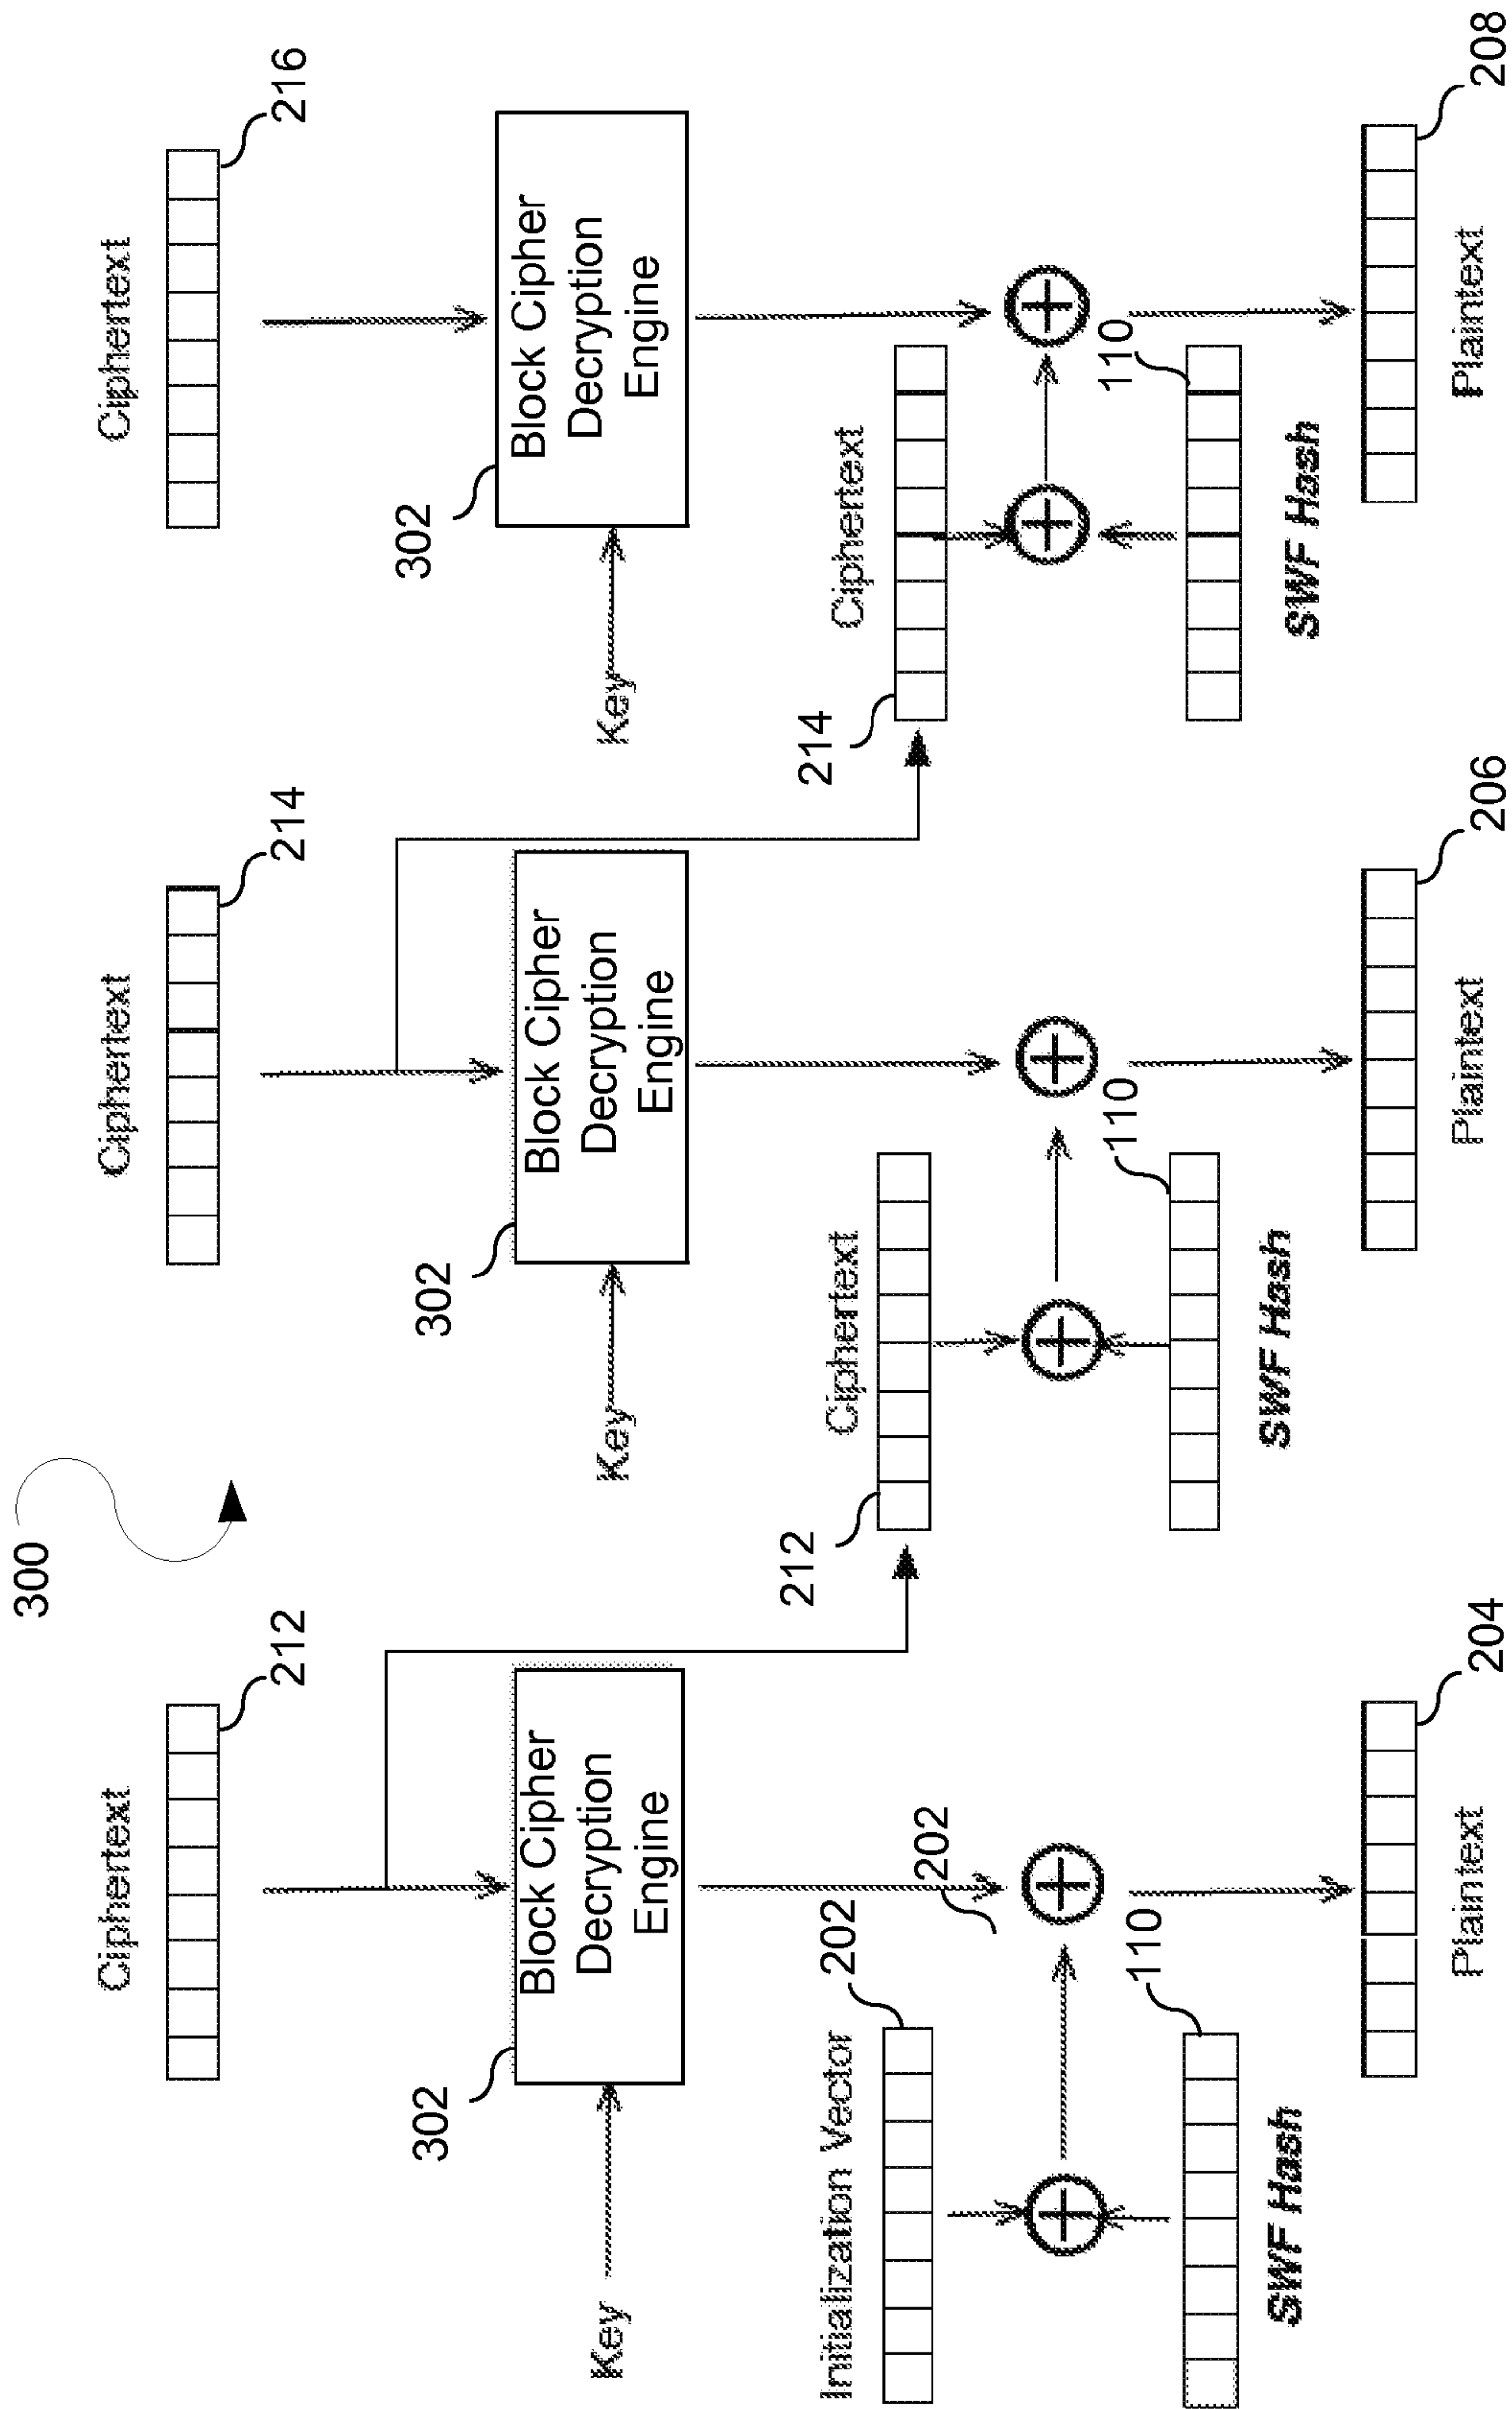 300
Ciphertext
212
Ciphertext
214
Ciphertext
216
302
Block Cipher
Decryption
Engine
Key
302
Block Cipher
Decryption
Engine
Key
302
Block Cipher
Decryption
Engine
Key
Initialization Vector
202
202
110
SWF Hash
212
Ciphertext
110
SWF Hash
214
Ciphertext
110
SWF Hash
Plaintext
204
Plaintext
206
Plaintext
208